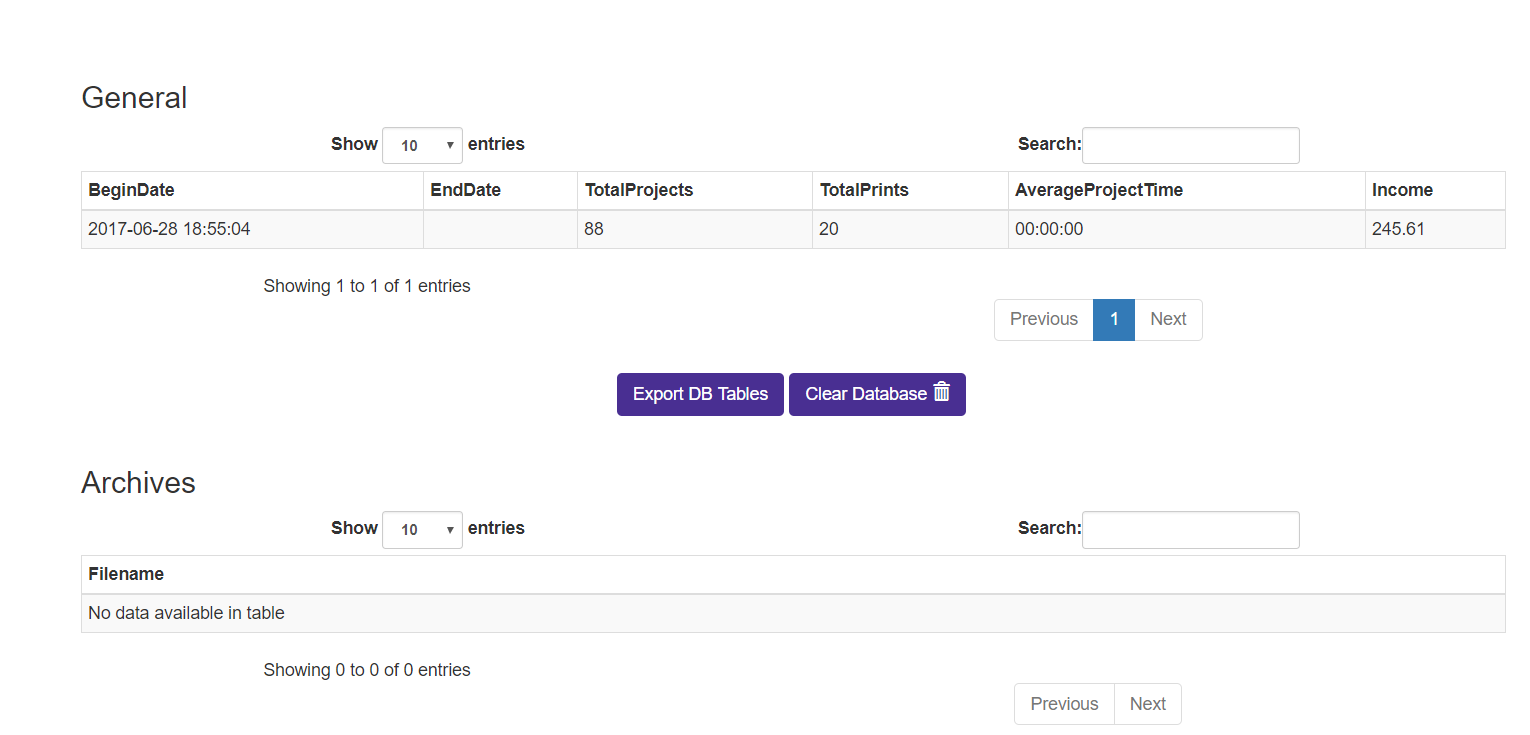 General
Show 10 entries Search:
BeginDate EndDate TotalProjects TotalPrints AverageProjectTime Income
2017-06-28 18:55:04 88 20 00:00:00 245.61
Showing 1 to 1 of 1 entries
Previous 1 Next
Export DB Tables Clear Database
Archives
Show 10 entries Search:
Filename
No data available in table
Showing 0 to 0 of 0 entries
Previous Next